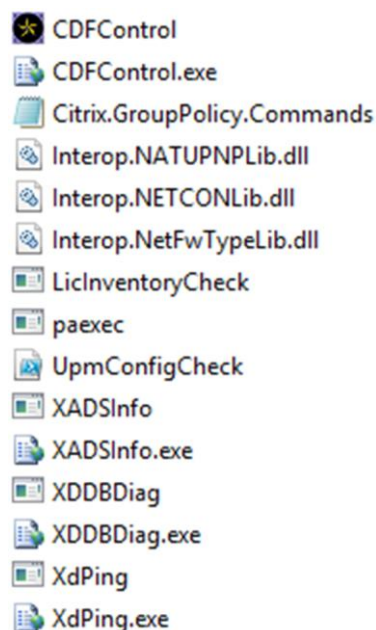 CDFControl
CDFControl.exe
Citrix.GroupPolicy.Commands
Interop.NATUPNPLib.dll
Interop.NETCONLib.dll
Interop.NetFwTypeLib.dll
LicInventoryCheck
paexec
UpmConfigCheck
XADSInfo
XADSInfo.exe
XDDBDiag
XDDBDiag.exe
XdPing
XdPing.exe